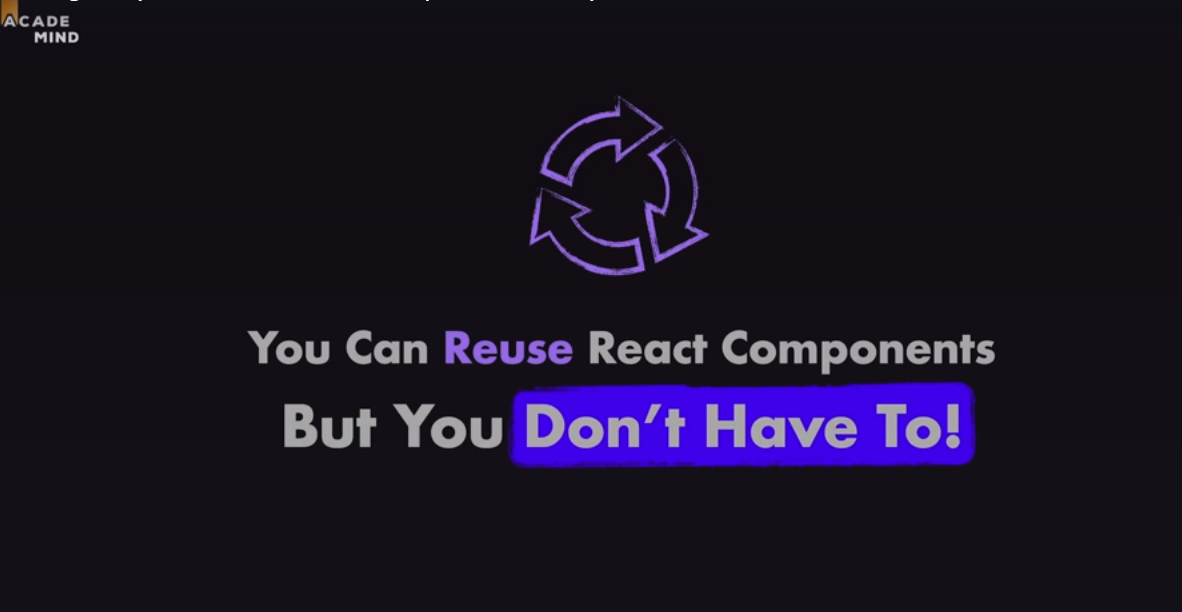 ACADE
MIND
You Can Reuse React Components
But You Don't Have To!